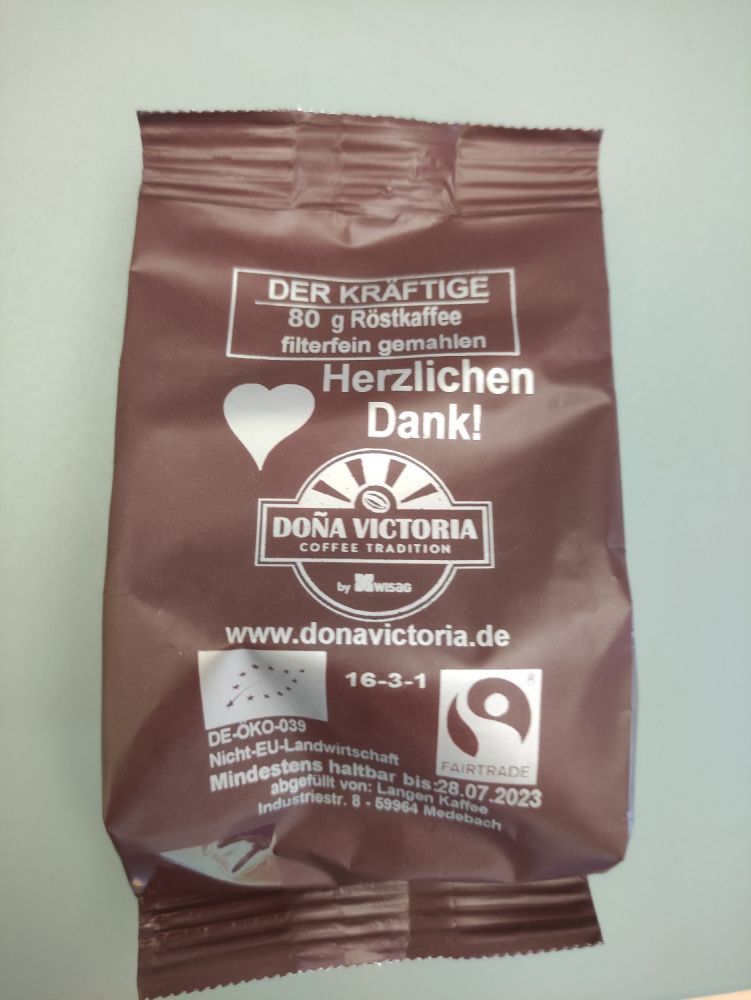 DER KRÄFTIGE
80 g Röstkaffee
filterfein gemahlen
Herzlichen
Dank!
DOÑA VICTORIA
COFFEE TRADITION
by WISAG
www.donavictoria.de
16-3-1
®
FAIRTRADE
DE-ÖKO-039
Nicht-EU-Landwirtschaft
Mindestens haltbar bis:28.07.2023
abgefüllt von: Langen Kaffee
Industriestr. 8 - 59964 Medebach